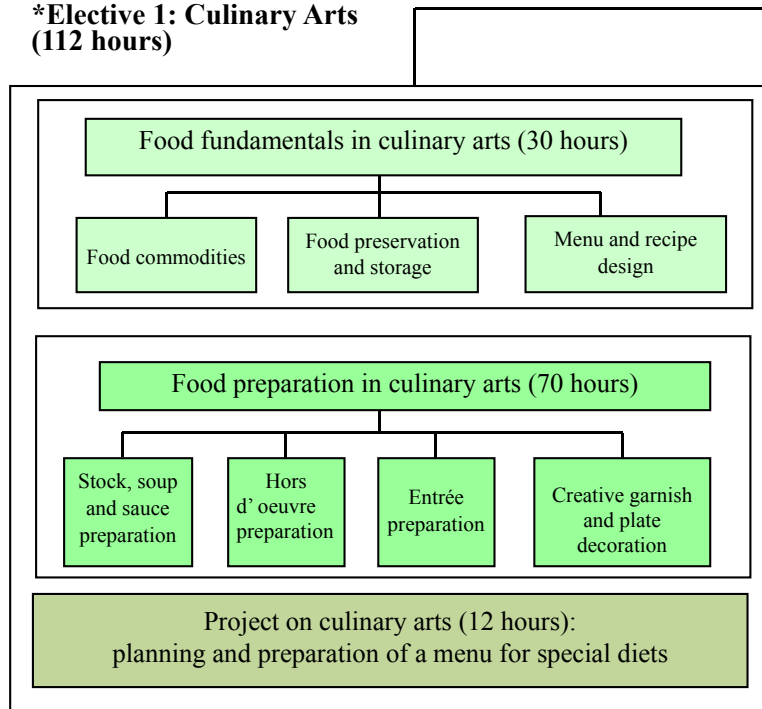 *Elective 1: Culinary Arts
(112 hours)
Food fundamentals in culinary arts (30 hours)
Food commodities
Food preservation
and storage
Menu and recipe
design
Food preparation in culinary arts (70 hours)
Stock, soup
and sauce
preparation
Hors
d’ oeuvre
preparation
Entrée
preparation
Creative garnish
and plate
decoration
Project on culinary arts (12 hours):
planning and preparation of a menu for special diets